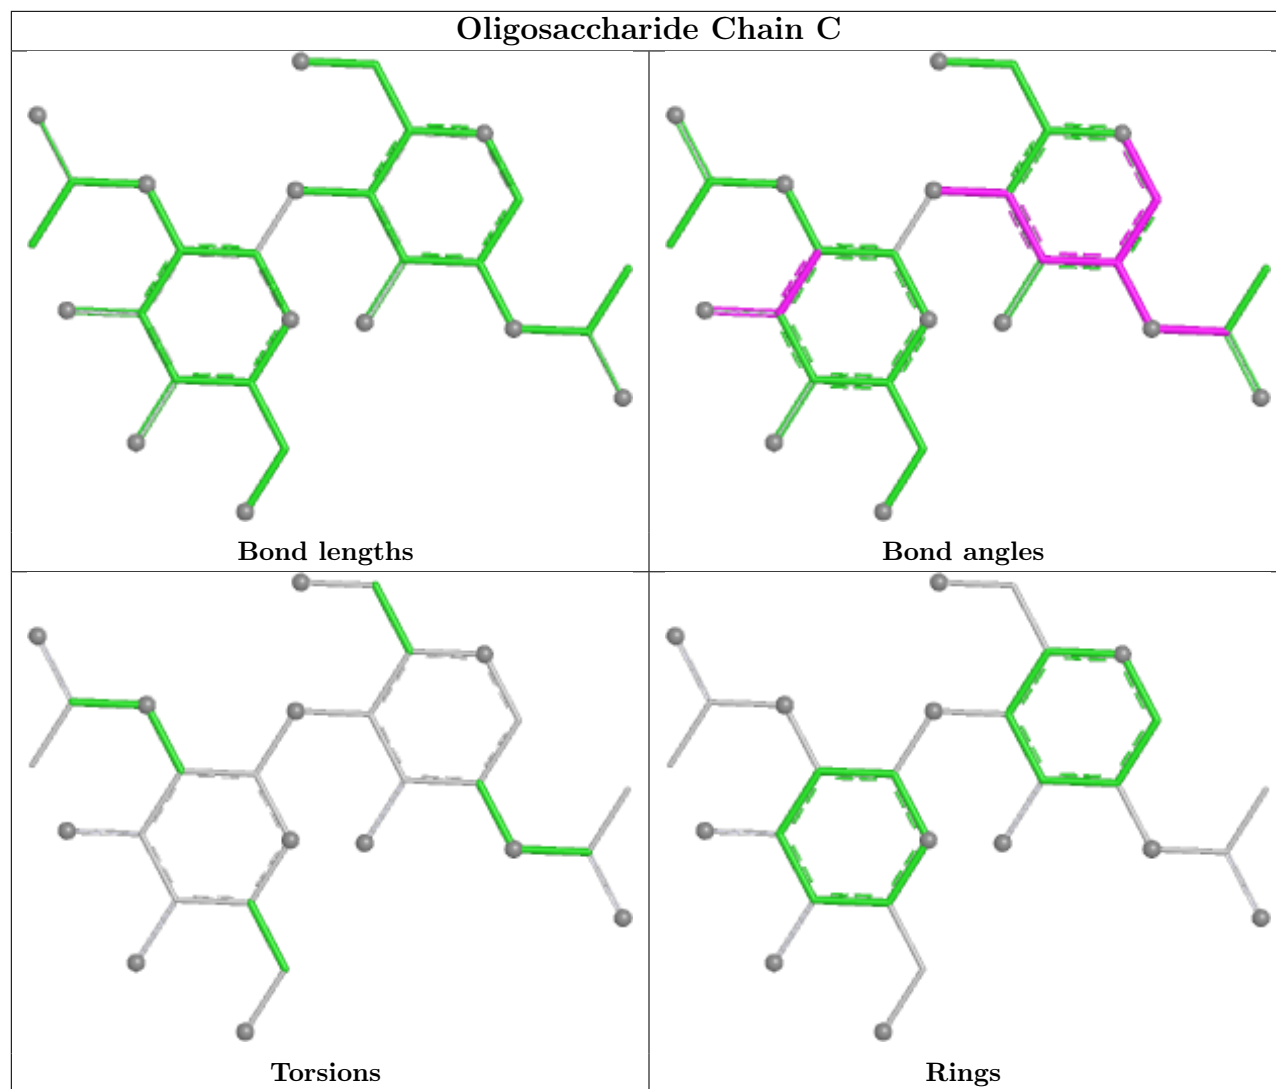 Oligosaccharide Chain C
Bond lengths
Bond angles
Torsions
Rings